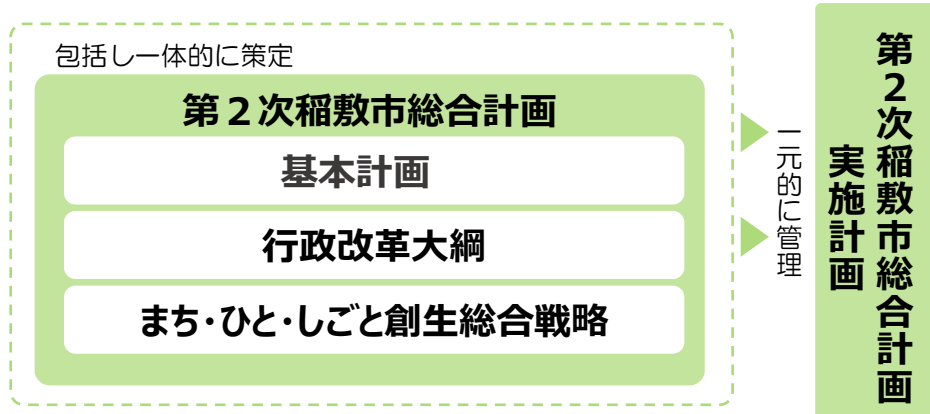 包括し一体的に策定
第２次稲敷市総合計画
基本計画
行政改革大綱
まち・ひと・しごと創生総合戦略
一元的に管理
第２次稲敷市総合計画
実施計画